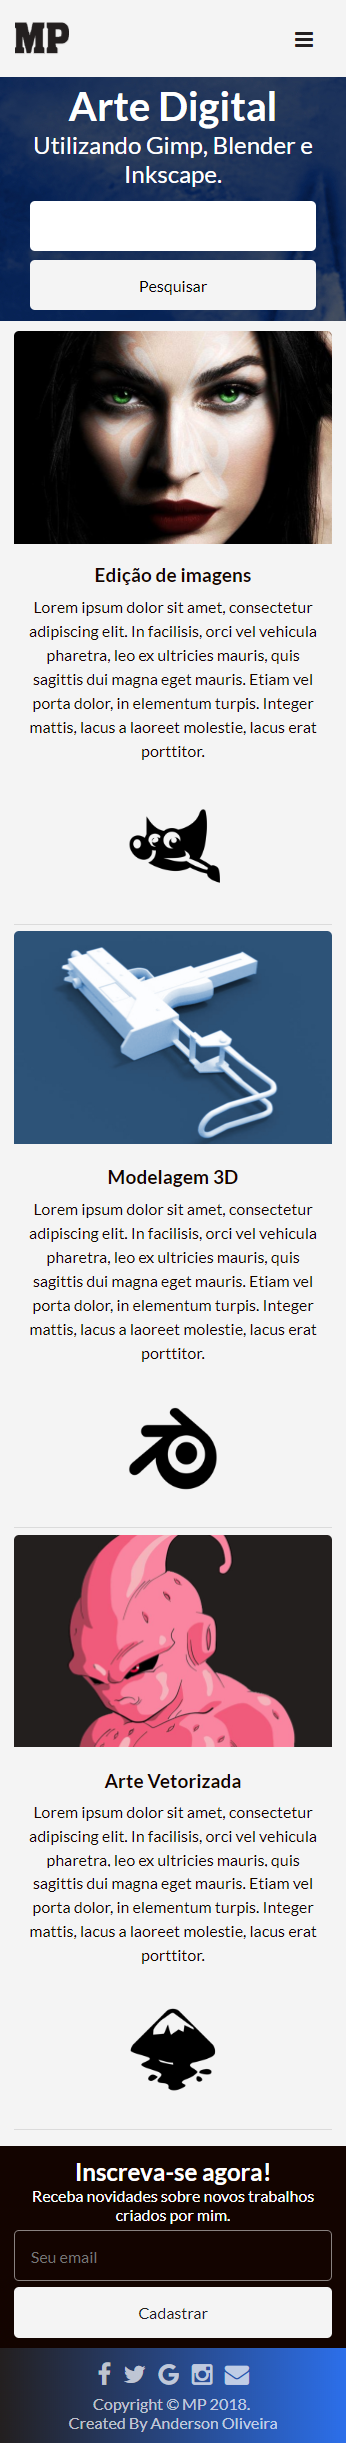 MP
Arte Digital
Utilizando Gimp, Blender e
Inkscape.
Pesquisar
Edição de imagens
Lorem ipsum dolor sit amet, consectetur
adipiscing elit. In facilisis, orci vel vehicula
pharetra, leo ex ultricies mauris, quis
sagittis dui magna eget mauris. Etiam vel
porta dolor, in elementum turpis. Integer
mattis, lacus a laoreet molestie, lacus erat
porttitor.
Modelagem 3D
Lorem ipsum dolor sit amet, consectetur
adipiscing elit. In facilisis, orci vel vehicula
pharetra, leo ex ultricies mauris, quis
sagittis dui magna eget mauris. Etiam vel
porta dolor, in elementum turpis. Integer
mattis, lacus a laoreet molestie, lacus erat
porttitor.
Arte Vetorizada
Lorem ipsum dolor sit amet, consectetur
adipiscing elit. In facilisis, orci vel vehicula
pharetra, leo ex ultricies mauris, quis
sagittis dui magna eget mauris. Etiam vel
porta dolor, in elementum turpis. Integer
mattis, lacus a laoreet molestie, lacus erat
porttitor.
Inscreva-se agora!
Receba novidades sobre novos trabalhos
criados por mim.
Seu email
Cadastrar
Copyright © MP 2018.
Created By Anderson Oliveira